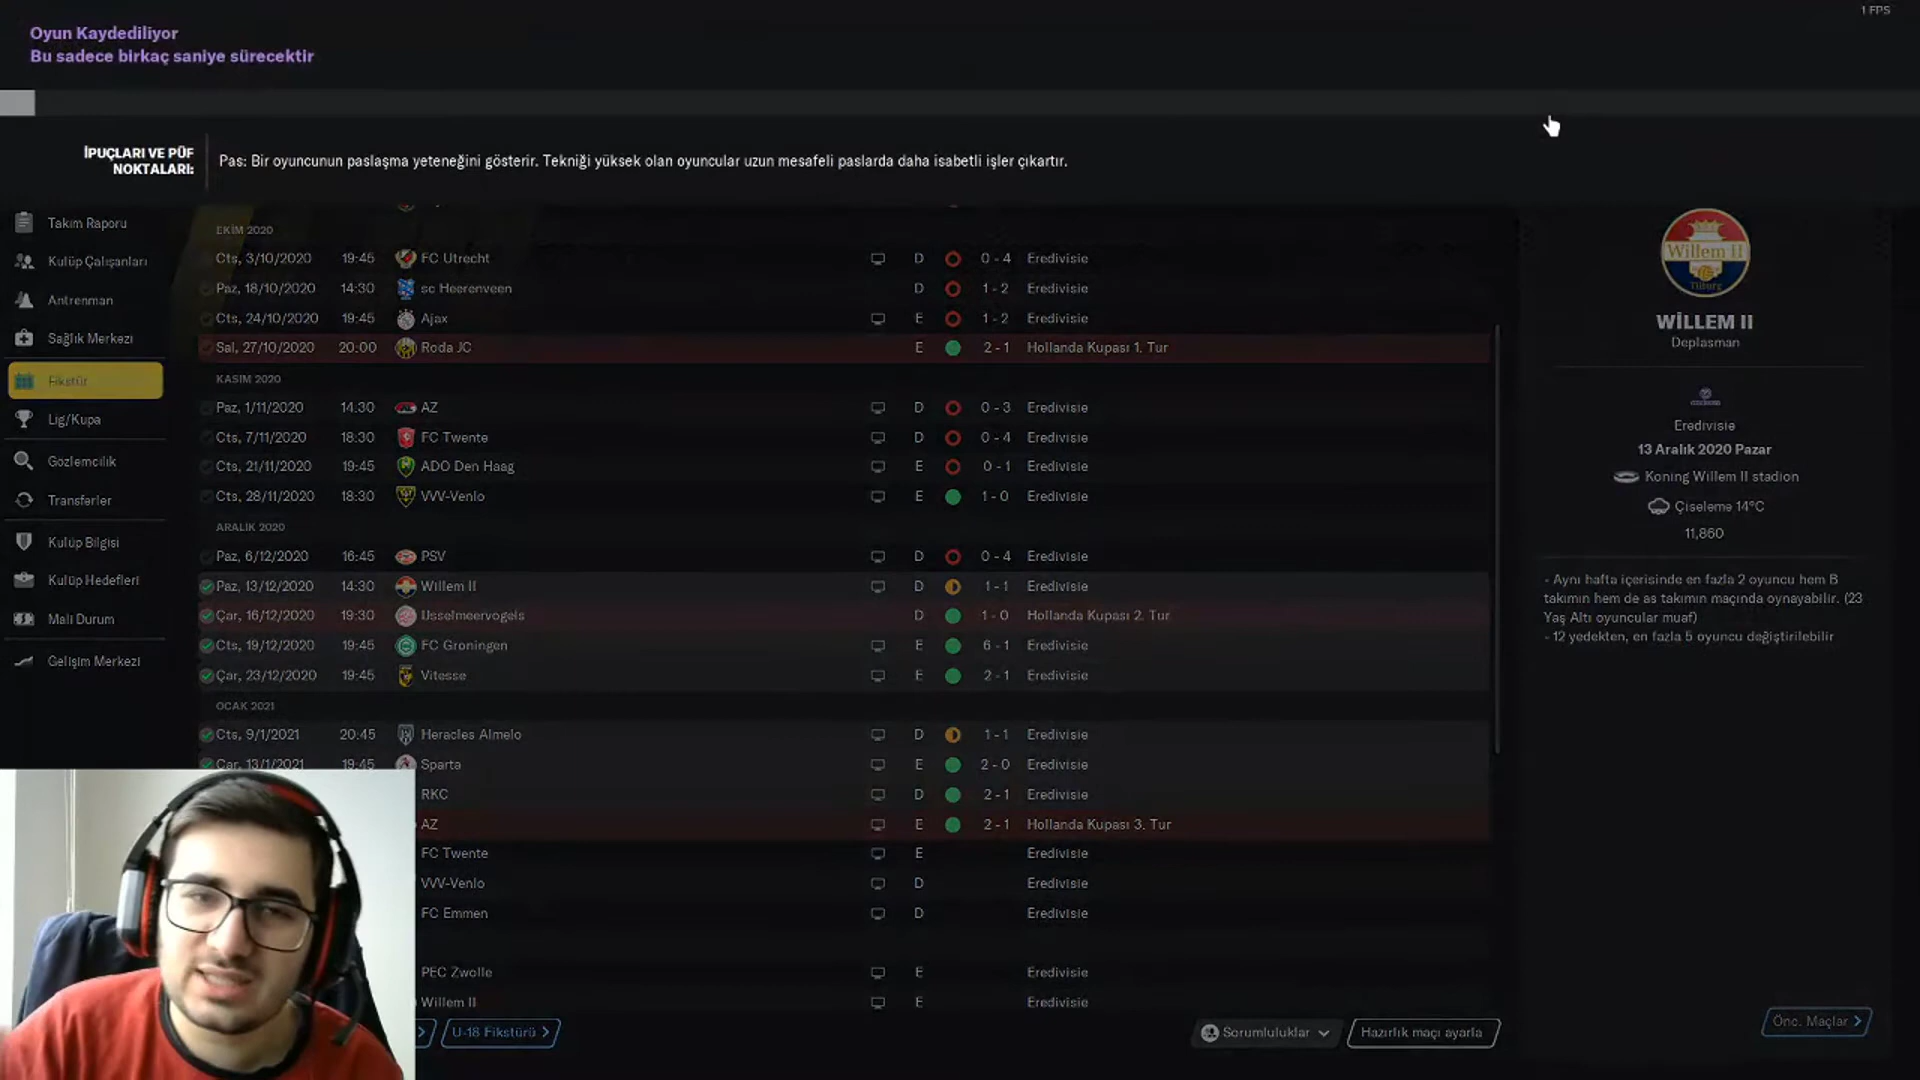 1 FPS
Oyun Kaydediliyor
Bu sadece birkaç saniye sürecektir
İPUÇLARI VE PÜF
NOKTALARI:
Pas: Bir oyuncunun paslaşma yeteneğini gösterir. Tekniği yüksek olan oyuncular uzun mesafeli paslarda daha isabetli işler çıkartır.
Takım Raporu
Kulüp Çalışanları
Antrenman
Sağlık Merkezi
Fikstür
Lig/Kupa
Gözlemcilik
Transferler
Kulüp Bilgisi
Kulüp Hedefleri
Mali Durum
Gelişim Merkezi
EKİM 2020
Cts, 3/10/2020 19:45 FC Utrecht D 0 - 4 Eredivisie
Paz, 18/10/2020 14:30 sc Heerenveen D 1 - 2 Eredivisie
Cts, 24/10/2020 19:45 Ajax E 1 - 2 Eredivisie
Sal, 27/10/2020 20:00 Roda JC E 2 - 1 Hollanda Kupası 1. Tur
KASIM 2020
Paz, 1/11/2020 14:30 AZ D 0 - 3 Eredivisie
Cts, 7/11/2020 18:30 FC Twente D 0 - 4 Eredivisie
Cts, 21/11/2020 19:45 ADO Den Haag E 0 - 1 Eredivisie
Cts, 28/11/2020 18:30 VVV-Venlo E 1 - 0 Eredivisie
ARALIK 2020
Paz, 6/12/2020 16:45 PSV D 0 - 4 Eredivisie
Paz, 13/12/2020 14:30 Willem II D 1 - 1 Eredivisie
Çar, 16/12/2020 19:30 IJsselmeervogels D 1 - 0 Hollanda Kupası 2. Tur
Cts, 19/12/2020 19:45 FC Groningen E 6 - 1 Eredivisie
Çar, 23/12/2020 19:45 Vitesse E 2 - 1 Eredivisie
OCAK 2021
Cts, 9/1/2021 20:45 Heracles Almelo D 1 - 1 Eredivisie
Çar, 13/1/2021 19:45 Sparta E 2 - 0 Eredivisie
RKC D 2 - 1 Eredivisie
AZ E 2 - 1 Hollanda Kupası 3. Tur
FC Twente E Eredivisie
VVV-Venlo D Eredivisie
FC Emmen D Eredivisie
PEC Zwolle E Eredivisie
Willem II E Eredivisie
U-18 Fikstürü
Sorumluluklar
Hazırlık maçı ayarla
Willem II
Tilburg
WİLLEM II
Deplasman
Eredivisie
13 Aralık 2020 Pazar
Koning Willem II stadion
Çiseleme 14°C
11,860
- Aynı hafta içerisinde en fazla 2 oyuncu hem B
takımın hem de as takımın maçında oynayabilir. (23
Yaş Altı oyuncular muaf)
- 12 yedekten, en fazla 5 oyuncu değiştirilebilir
Önc. Maçlar